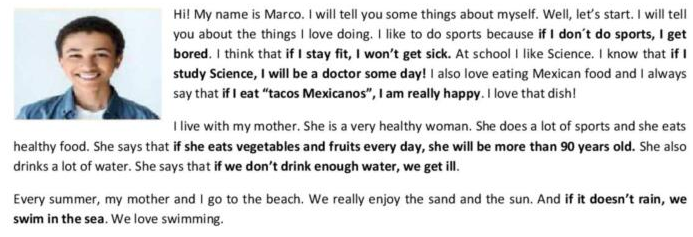 Hi! My name is Marco. I will tell you some things about myself. Well, let's start. I will tell
you about the things I love doing. I like to do sports because if I don´t do sports, I get
bored. I think that if I stay fit, I won't get sick. At school I like Science. I know that if I
study Science, I will be a doctor some day! I also love eating Mexican food and I always
say that if I eat "tacos Mexicanos", I am really happy. I love that dish!
I live with my mother. She is a very healthy woman. She does a lot of sports and she eats
healthy food. She says that if she eats vegetables and fruits every day, she will be more than 90 years old. She also
drinks a lot of water. She says that if we don't drink enough water, we get ill.
Every summer, my mother and I go to the beach. We really enjoy the sand and the sun. And if it doesn't rain, we
swim in the sea. We love swimming.